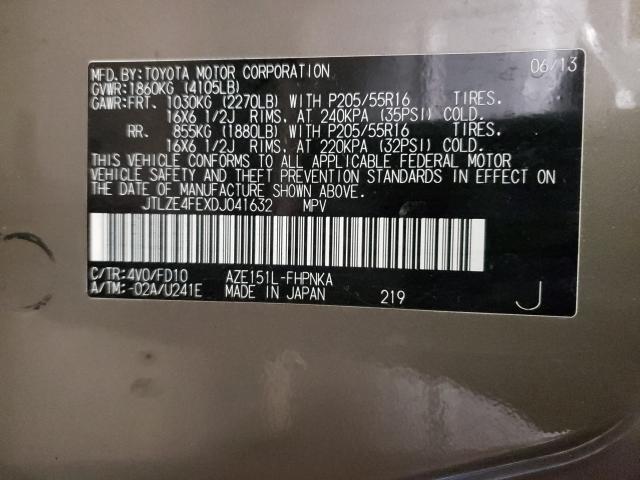 MFD.BY:TOYOTA MOTOR CORPORATION 06/13
GVWR:1860KG (4105LB)
GAWR:FRT. 1030KG (2270LB) WITH P205/55R16 TIRES.
16X6 1/2J RIMS, AT 240KPA (35PSI) COLD.
RR. 855KG (1880LB) WITH P205/55R16 TIRES.
16X6 1/2J RIMS, AT 220KPA (32PSI) COLD.
THIS VEHICLE CONFORMS TO ALL APPLICABLE FEDERAL MOTOR
VEHICLE SAFETY AND THEFT PREVENTION STANDARDS IN EFFECT ON
THE DATE OF MANUFACTURE SHOWN ABOVE.
JTLZE4FEXDJ041632 MPV
C/TR:4V0/FD10 AZE151L-FHPNKA
A/TM:-02A/U241E MADE IN JAPAN 219 J